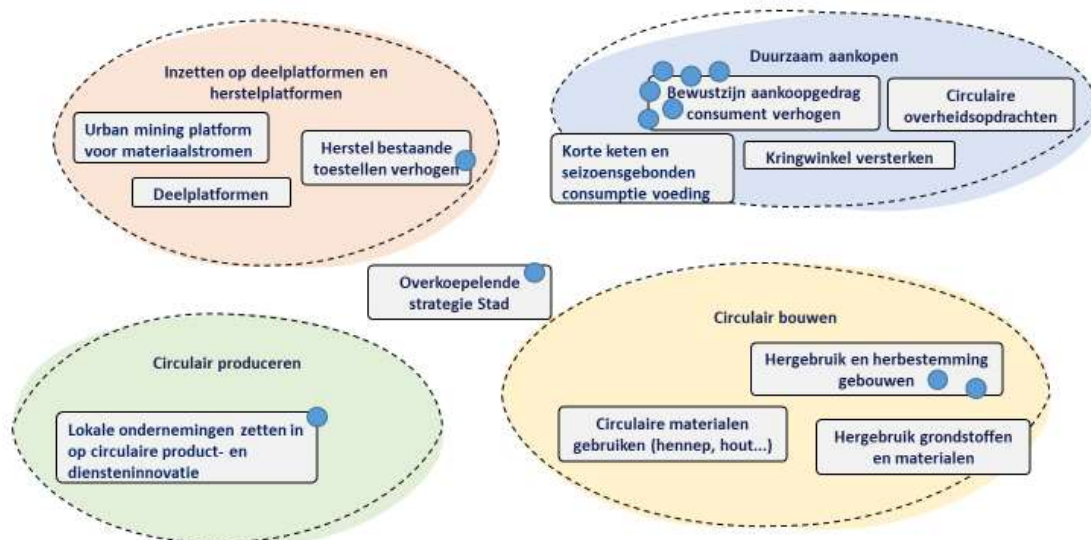 Inzetten op deelplatformen en
herstelplatformen
Urban mining platform
voor materiaalstromen
Herstel bestaande
toestellen verhogen
Deelplatformen
Duurzaam aankopen
Bewustzijn aankoopgedrag
consument verhogen
Circulaire
overheidsopdrachten
Korte keten en
seizoensgebonden
consumptie voeding
Kringwinkel versterken
Overkoepelende
strategie Stad
Circulair produceren
Lokale ondernemingen zetten in
op circulaire product- en
diensteninnovatie
Circulair bouwen
Hergebruik en herbestemming
gebouwen
Circulaire materialen
gebruiken (hennep, hout...)
Hergebruik grondstoffen
en materialen